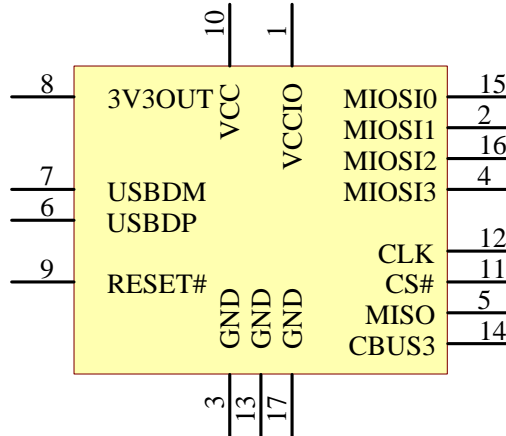 10 1
VCC VCCIO
8 3V3OUT MIOSI0 15
MIOSI1 2
MIOSI2 16
7 USBDM MIOSI3 4
6 USBDP
CLK 12
9 RESET# CS# 11
MISO 5
CBUS3 14
GND GND GND
3 13 17